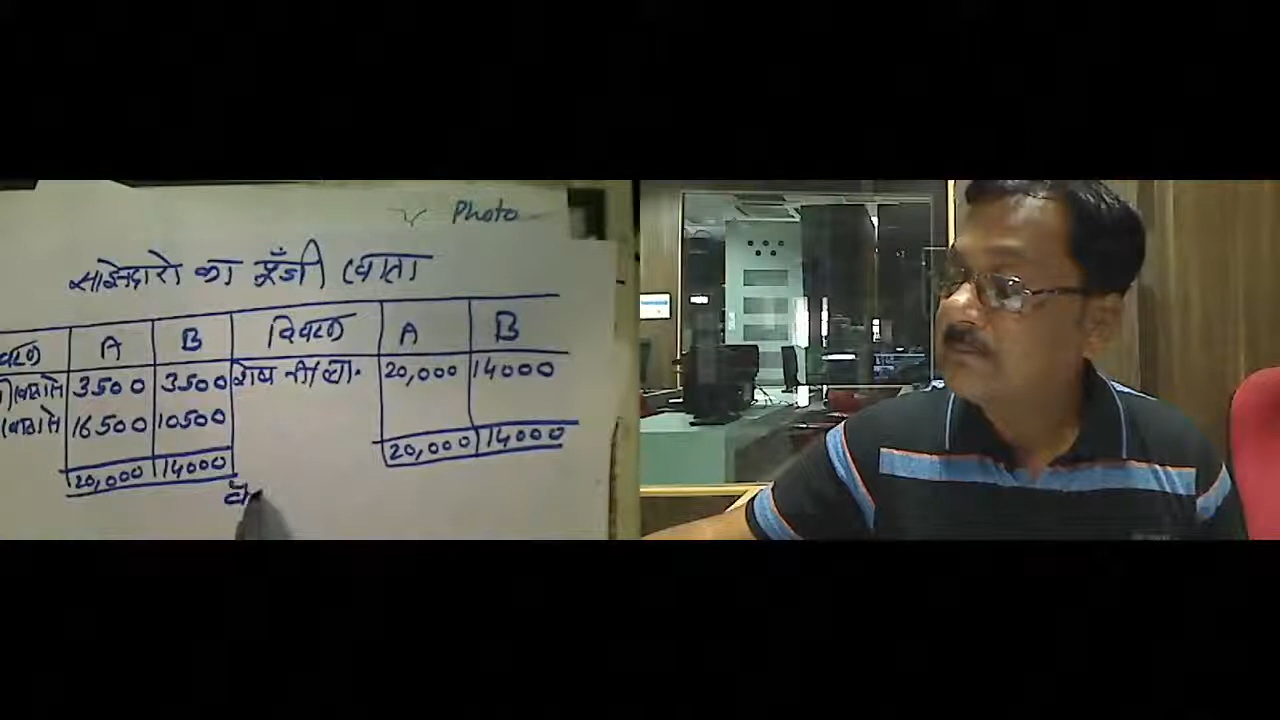 Photo
साझेदारो का पूँजी खाता
A B विवरण A B
3500 3500 शेष नी/ला. 20,000 14000
16500 10500
20,000 14000
20,000 14000